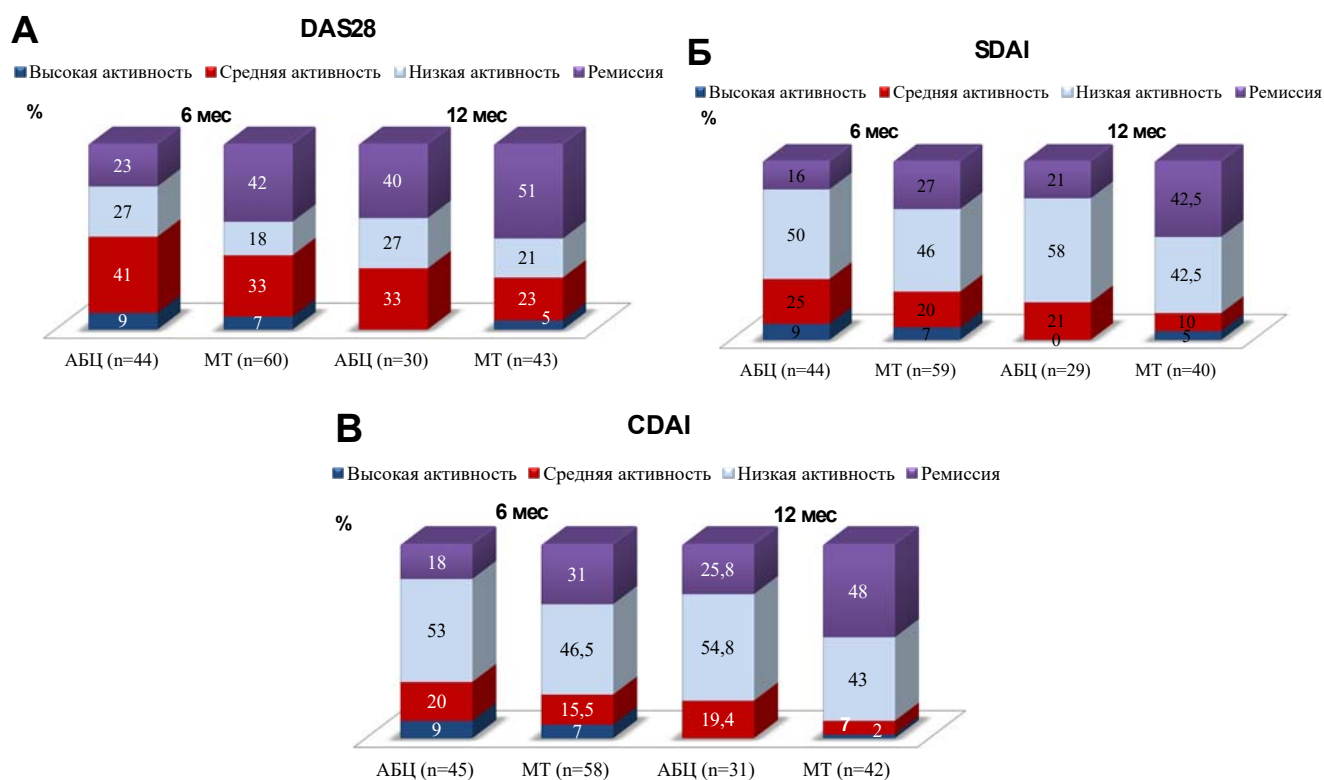 А
DAS28
Высокая активность Средняя активность Низкая активность Ремиссия
%
6 мес 12 мес
23 42 40 51
27 18 27 21
41 33 33 23
9 7 5
АБЦ (n=44) МТ (n=60) АБЦ (n=30) МТ (n=43)
Б
SDAI
Высокая активность Средняя активность Низкая активность Ремиссия
%
6 мес 12 мес
16 27 21 42,5
50 46 58 42,5
25 20 21 10
9 7 0 5
АБЦ (n=44) МТ (n=59) АБЦ (n=29) МТ (n=40)
В
CDAI
Высокая активность Средняя активность Низкая активность Ремиссия
%
6 мес 12 мес
18 31 25,8 48
53 46,5 54,8 43
20 15,5 19,4 7
9 7 2
АБЦ (n=45) МТ (n=58) АБЦ (n=31) МТ (n=42)